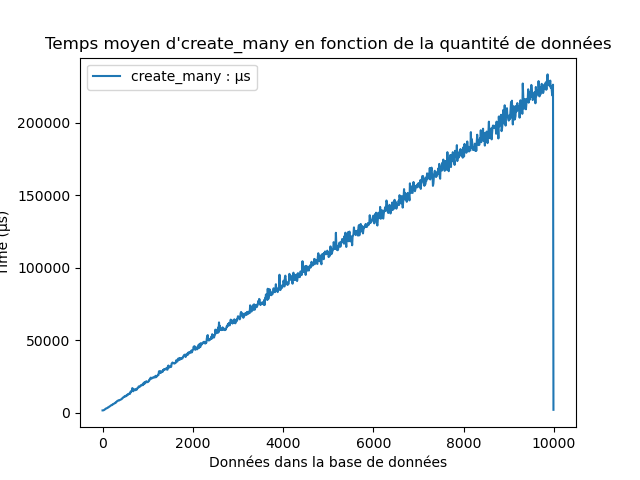 Temps moyen d'create_many en fonction de la quantité de données
create_many : µs
200000
150000
100000
50000
0
Time (µs)
0 2000 4000 6000 8000 10000
Données dans la base de données